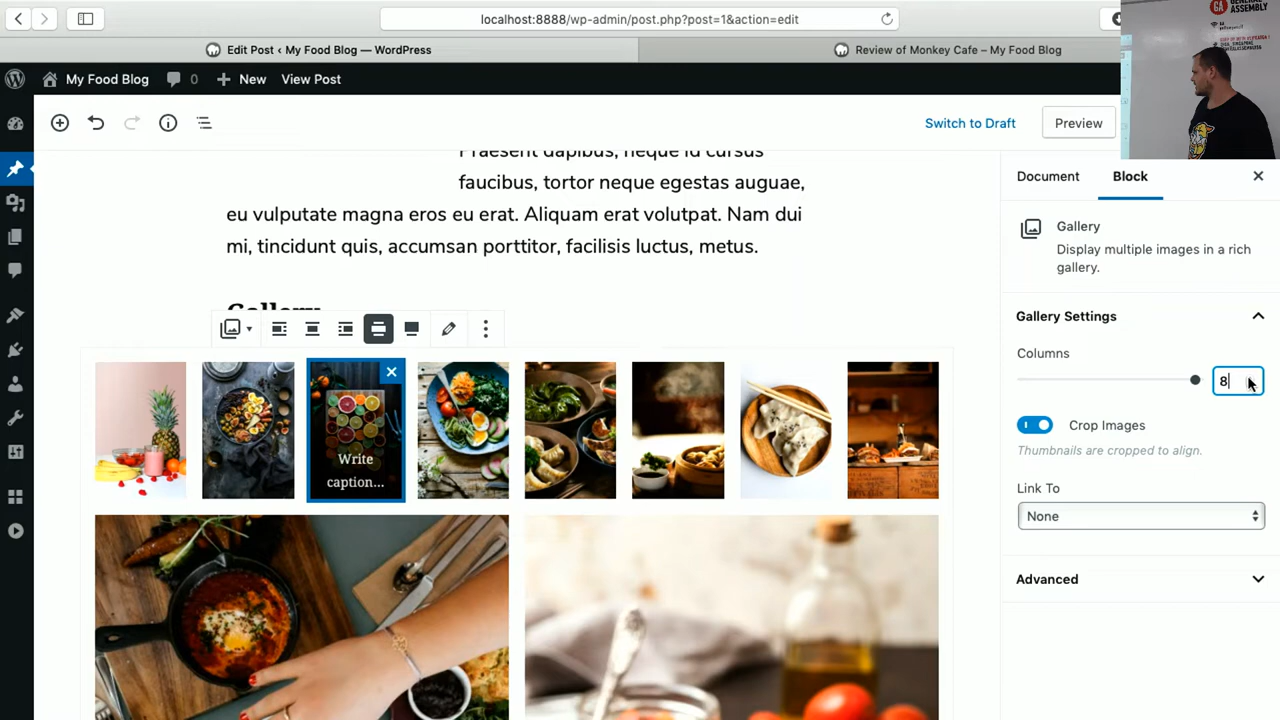 localhost:8888/wp-admin/post.php?post=1&action=edit
Edit Post ‹ My Food Blog — WordPress
Review of Monkey Cafe – My Food Blog
My Food Blog
0
New
View Post
GENERAL
ASSEMBLY
Switch to Draft
Preview
Praesent dapibus, neque id cursus
faucibus, tortor neque egestas auguae,
eu vulputate magna eros eu erat. Aliquam erat volutpat. Nam dui
mi, tincidunt quis, accumsan porttitor, facilisis luctus, metus.
Gallery
Write
caption...
Document
Block
Gallery
Display multiple images in a rich
gallery.
Gallery Settings
Columns
8
Crop Images
Thumbnails are cropped to align.
Link To
None
Advanced